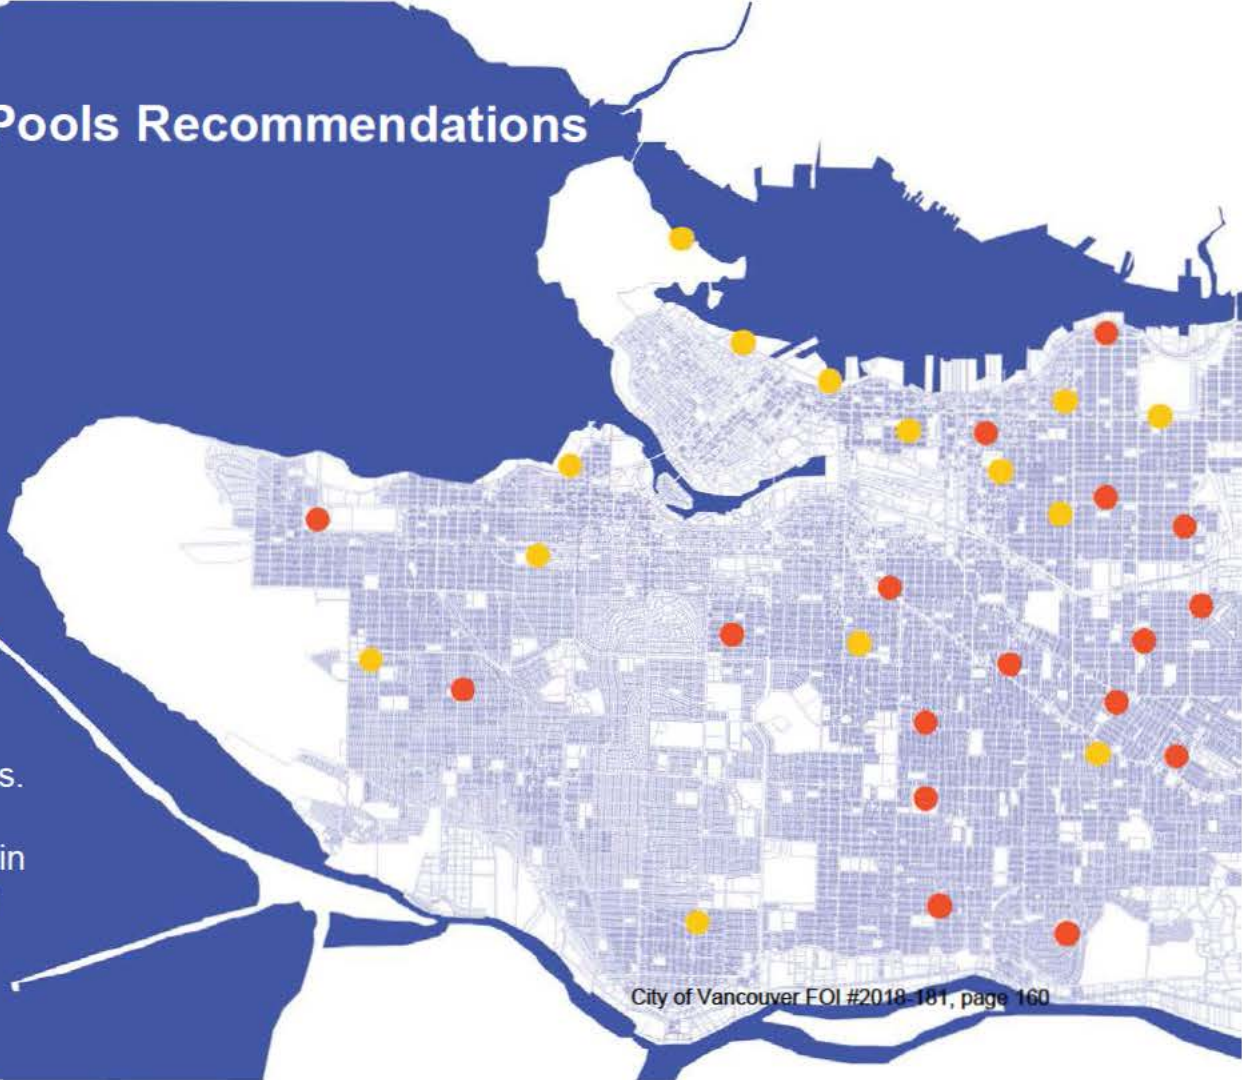 Pools Recommendations
s.
in
City of Vancouver FOI #2018-181, page 160